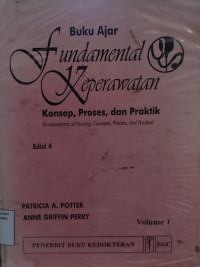 Buku Ajar
Fundamental
Keperawatan
Konsep, Proses, dan Praktik
(Fundamentals of Nursing: Concepts, Process, and Practice)
Edisi 4
PATRICIA A. POTTER
ANNE GRIFFIN PERRY
Volume 1
PENERBIT BUKU KEDOKTERAN EGC